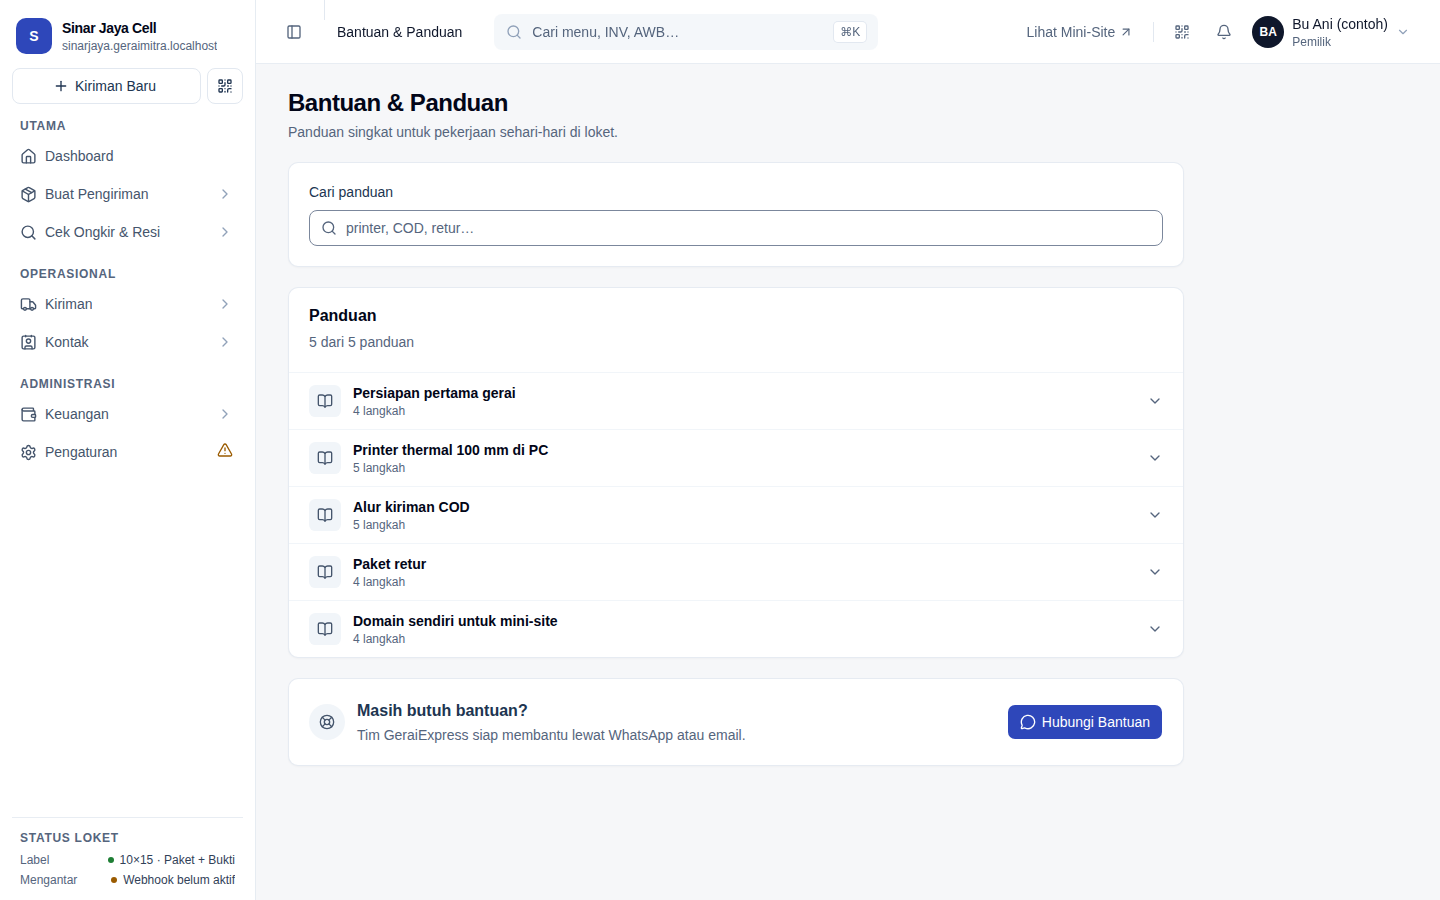 S
Sinar Jaya Cell
sinarjaya.geraimitra.localhost
Kiriman Baru
UTAMA
Dashboard
Buat Pengiriman
Cek Ongkir & Resi
OPERASIONAL
Kiriman
Kontak
ADMINISTRASI
Keuangan
Pengaturan
STATUS LOKET
Label 10×15 · Paket + Bukti
Mengantar Webhook belum aktif
Bantuan & Panduan
Cari menu, INV, AWB… ⌘K
Lihat Mini-Site
BA
Bu Ani (contoh)
Pemilik
Bantuan & Panduan
Panduan singkat untuk pekerjaan sehari-hari di loket.
Cari panduan
printer, COD, retur…
Panduan
5 dari 5 panduan
Persiapan pertama gerai
4 langkah
Printer thermal 100 mm di PC
5 langkah
Alur kiriman COD
5 langkah
Paket retur
4 langkah
Domain sendiri untuk mini-site
4 langkah
Masih butuh bantuan?
Tim GeraiExpress siap membantu lewat WhatsApp atau email.
Hubungi Bantuan